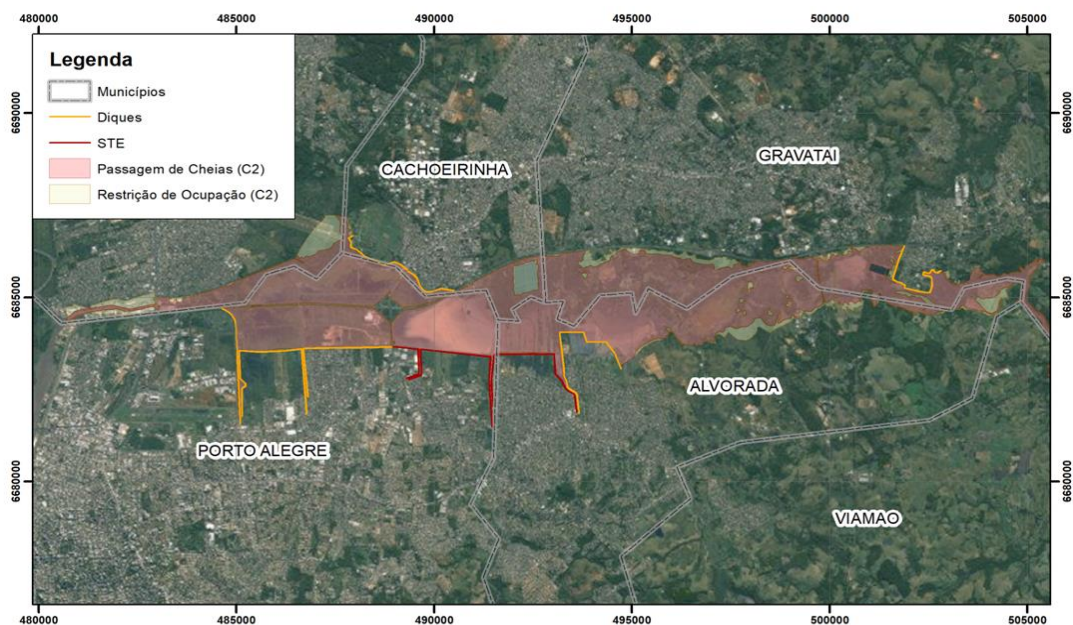 480000 485000 490000 495000 500000 505000
Legenda
Municípios
Diques
STE
Passagem de Cheias (C2)
Restrição de Ocupação (C2)
6690000
6690000
CACHOEIRINHA
GRAVATAI
6685000
6685000
ALVORADA
PORTO ALEGRE
6680000
6680000
VIAMAO
480000 485000 490000 495000 500000 505000